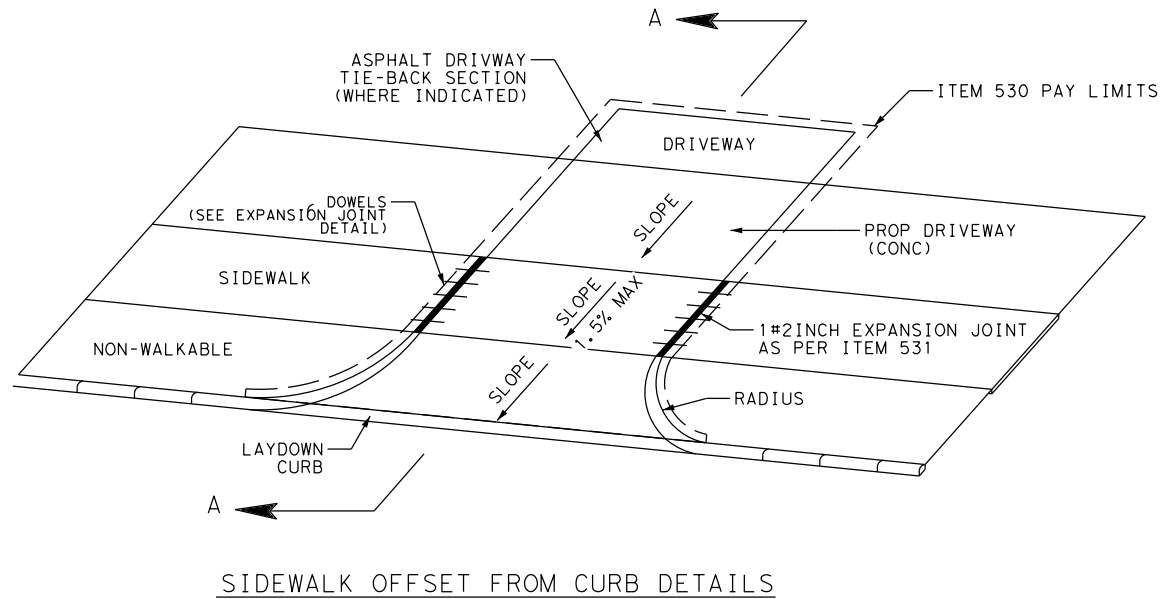 A
ASPHALT DRIVWAY
TIE-BACK SECTION
(WHERE INDICATED)
ITEM 530 PAY LIMITS
DRIVEWAY
DOWELS
(SEE EXPANSION JOINT
DETAIL)
SLOPE
PROP DRIVEWAY
(CONC)
SIDEWALK
SLOPE
1.5% MAX
1#2INCH EXPANSION JOINT
AS PER ITEM 531
NON-WALKABLE
SLOPE
RADIUS
LAYDOWN
CURB
A
SIDEWALK OFFSET FROM CURB DETAILS